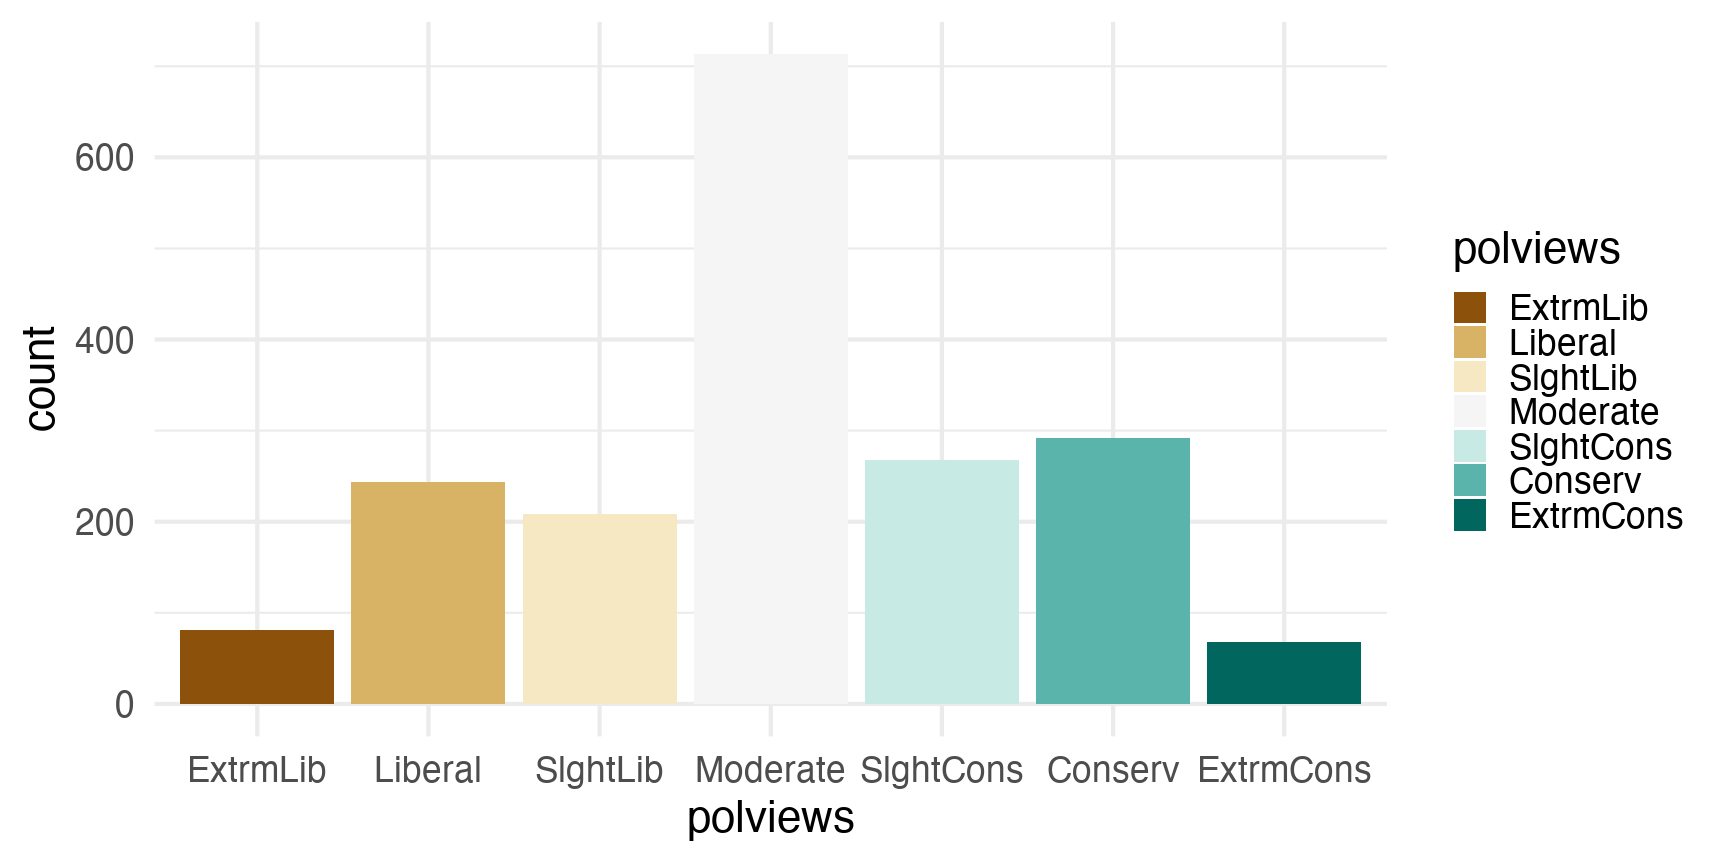 600
400
200
0
count
ExtrmLib
Liberal
SlghtLib
Moderate
SlghtCons
Conserv
ExtrmCons
polviews
polviews
ExtrmLib
Liberal
SlghtLib
Moderate
SlghtCons
Conserv
ExtrmCons